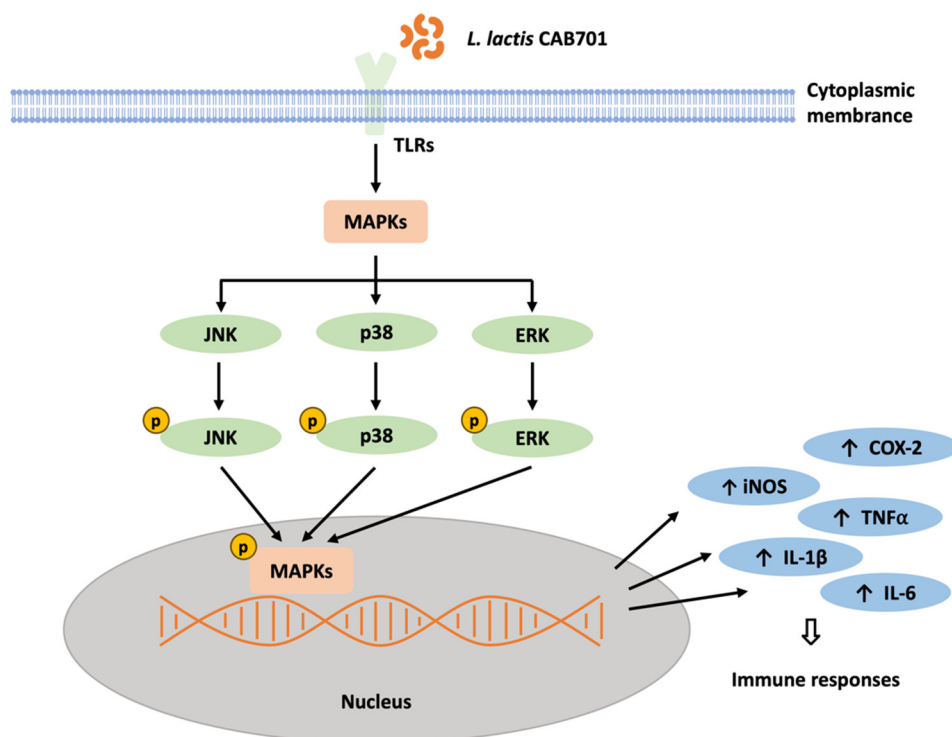 L. lactis CAB701
Cytoplasmic
membrance
TLRs
MAPKs
JNK
p38
ERK
p
p
p
JNK
p38
ERK
↑ COX-2
↑ iNOS
↑ TNFα
p
MAPKs
↑ IL-1β
↑ IL-6
Immune responses
Nucleus